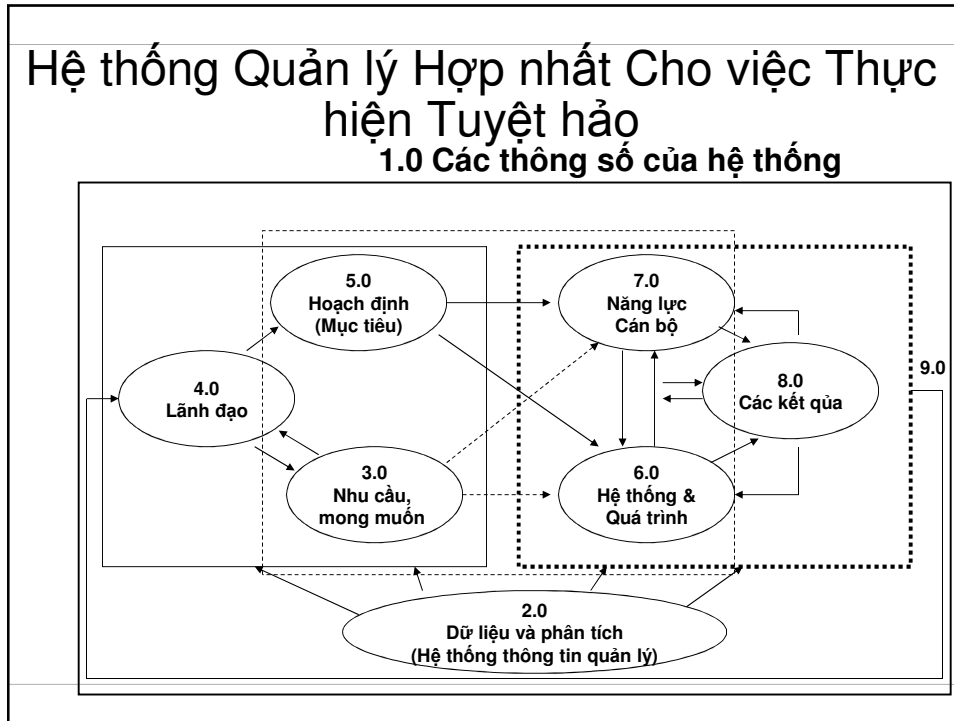 Hệ thống Quản lý Hợp nhất Cho việc Thực
hiện Tuyệt hảo
1.0 Các thông số của hệ thống
5.0
Hoạch định
(Mục tiêu)
7.0
Năng lực
Cán bộ
4.0
Lãnh đạo
8.0
Các kết qủa
9.0
3.0
Nhu cầu,
mong muốn
6.0
Hệ thống &
Quá trình
2.0
Dữ liệu và phân tích
(Hệ thống thông tin quản lý)